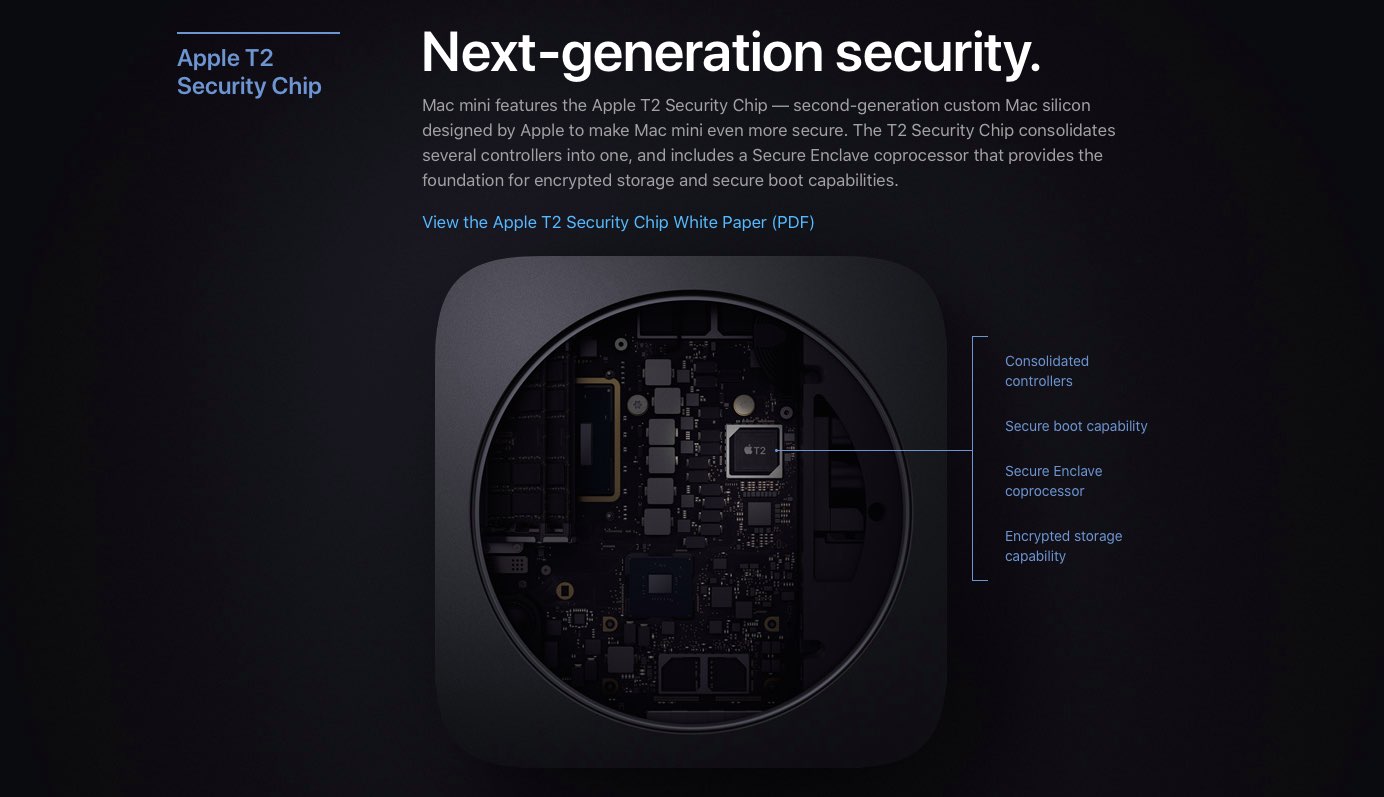 Apple T2
Security Chip
Next-generation security.
Mac mini features the Apple T2 Security Chip — second-generation custom Mac silicon
designed by Apple to make Mac mini even more secure. The T2 Security Chip consolidates
several controllers into one, and includes a Secure Enclave coprocessor that provides the
foundation for encrypted storage and secure boot capabilities.
View the Apple T2 Security Chip White Paper (PDF)
T2
Consolidated
controllers
Secure boot capability
Secure Enclave
coprocessor
Encrypted storage
capability